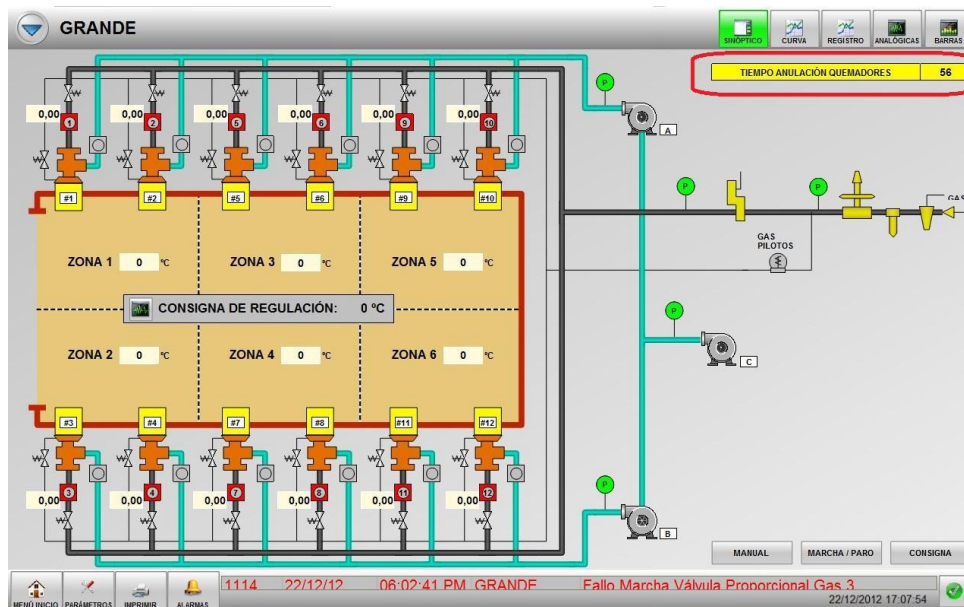 GRANDE
SINÓPTICO
CURVA
REGISTRO
ANALÓGICAS
BARRAS
TIEMPO ANULACIÓN QUEMADORES 56
P
A
0,00 0,00 0,00 0,00 0,00 0,00
1 2 5 6 9 10
#1 #2 #5 #6 #9 #10
P P
GAS
GAS
PILOTOS
ZONA 1 0 ºC
ZONA 3 0 ºC
ZONA 5 0 ºC
CONSIGNA DE REGULACIÓN: 0 ºC
P
C
ZONA 2 0 ºC
ZONA 4 0 ºC
ZONA 6 0 ºC
#3 #4 #7 #8 #11 #12
P
B
0,00 0,00 0,00 0,00 0,00 0,00
3 4 7 8 11 12
MANUAL
MARCHA / PARO
CONSIGNA
MENÚ INICIO
PARÁMETROS
IMPRIMIR
ALARMAS
1114 22/12/12 06:02:41 PM GRANDE Fallo Marcha Válvula Proporcional Gas 3
22/12/2012 17:07:54